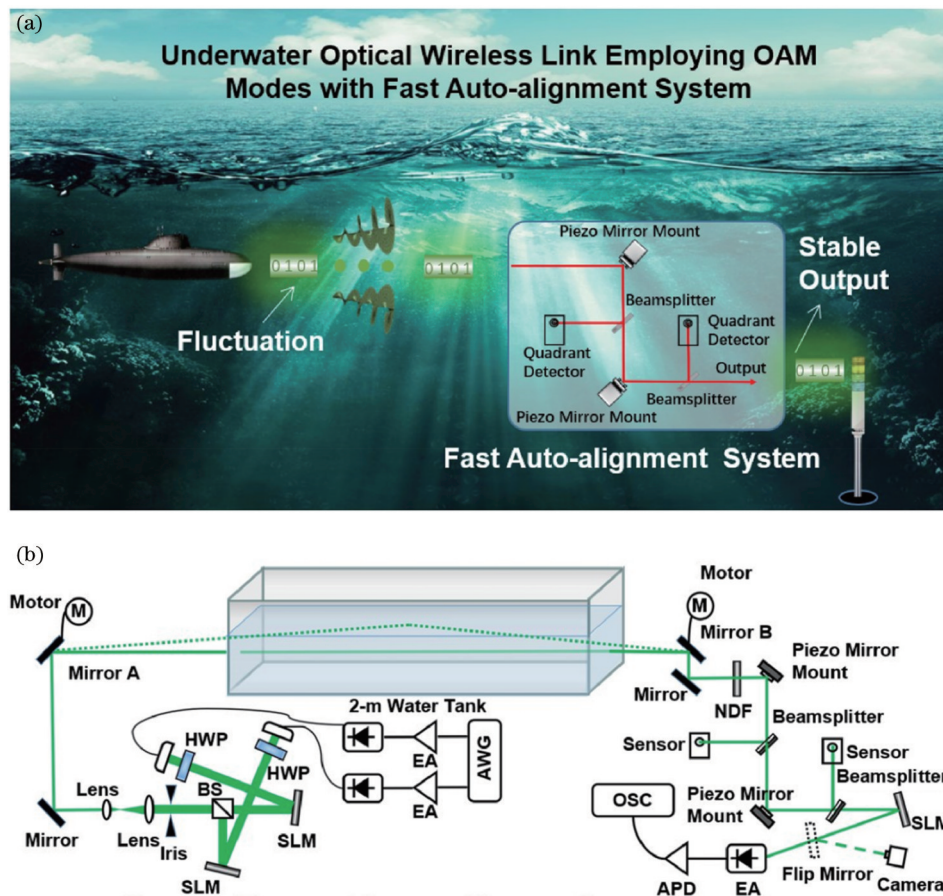 (a)
Underwater Optical Wireless Link Employing OAM
Modes with Fast Auto-alignment System
0101
0101
Fluctuation
Piezo Mirror Mount
Beamsplitter
Quadrant
Detector
Quadrant
Detector
Output
Piezo Mirror Mount
Beamsplitter
Stable
Output
0101
Fast Auto-alignment System
(b)
Motor
M
Mirror A
Motor
M
Mirror B
Piezo Mirror
Mount
Mirror
NDF
2-m Water Tank
HWP
HWP
EA
AWG
EA
Beamsplitter
Sensor
Sensor
Beamsplitter
Lens
BS
Mirror
Lens
Iris
SLM
SLM
OSC
Piezo Mirror
Mount
SLM
Flip Mirror
APD
EA
Camera